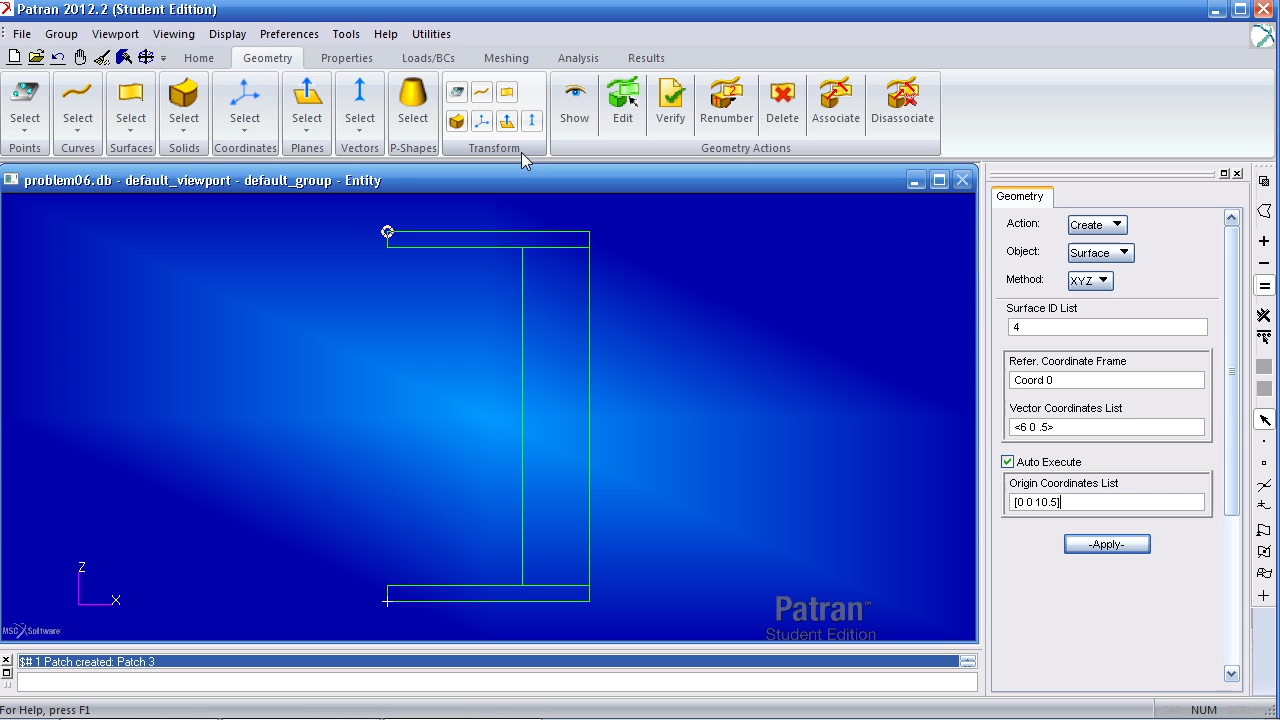 Patran 2012.2 (Student Edition)
File Group Viewport Viewing Display Preferences Tools Help Utilities
Home Geometry Properties Loads/BCs Meshing Analysis Results
Select Select Select Select Select Select Select Select Show Edit Verify Renumber Delete Associate Disassociate
Points Curves Surfaces Solids Coordinates Planes Vectors P-Shapes Transform Geometry Actions
problem06.db - default_viewport - default_group - Entity
Geometry
Action: Create
Object: Surface
Method: XYZ
Surface ID List
4
Refer. Coordinate Frame
Coord 0
Vector Coordinates List
<6 0 .5>
Auto Execute
Origin Coordinates List
[0 0 10.5]
-Apply-
Z
X
MSC Software
Patran™
Student Edition
$# 1 Patch created: Patch 3
For Help, press F1
NUM